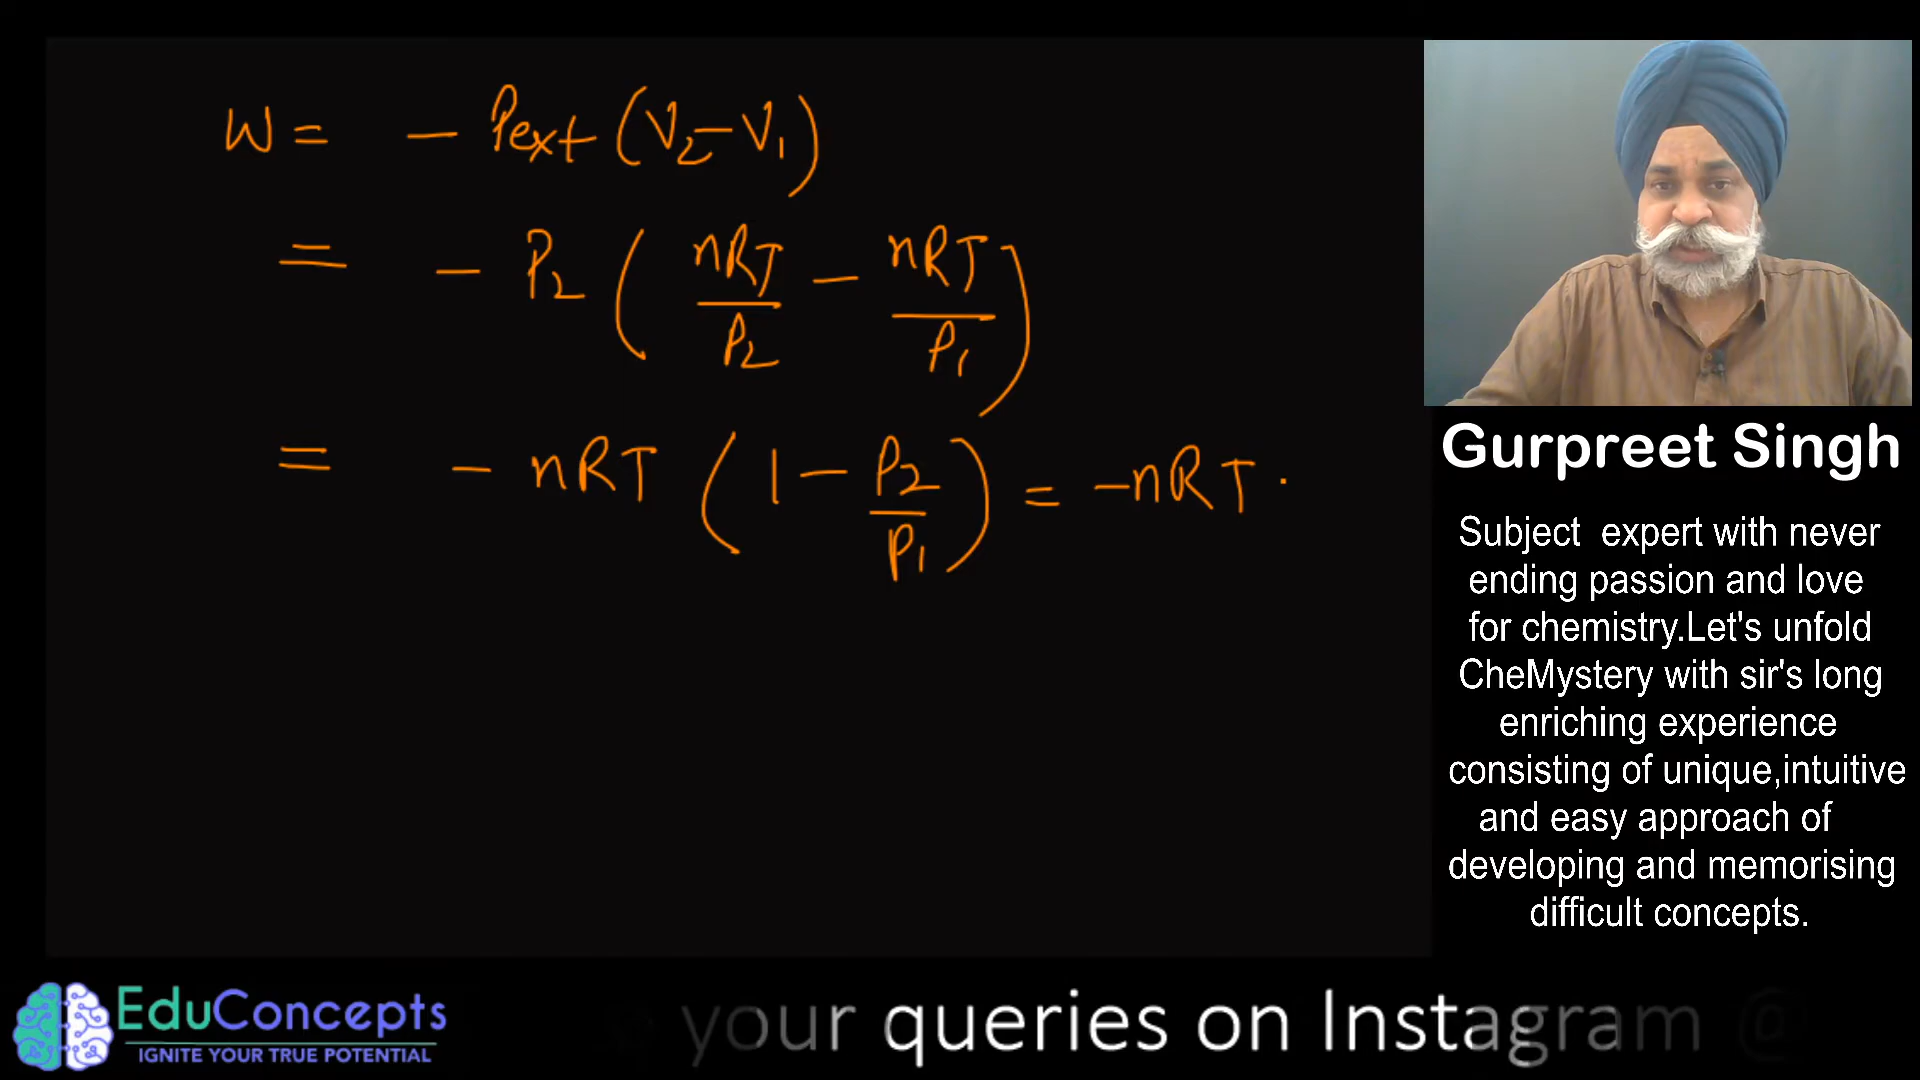 W = - Pext (V2 - V1)
= - P2 ( nRT/P2 - nRT/P1 )
= - nRT ( 1 - P2/P1 ) = -nRT ·
Gurpreet Singh
Subject expert with never
ending passion and love
for chemistry.Let's unfold
CheMystery with sir's long
enriching experience
consisting of unique,intuitive
and easy approach of
developing and memorising
difficult concepts.
EduConcepts
IGNITE YOUR TRUE POTENTIAL
your queries on Instagram @